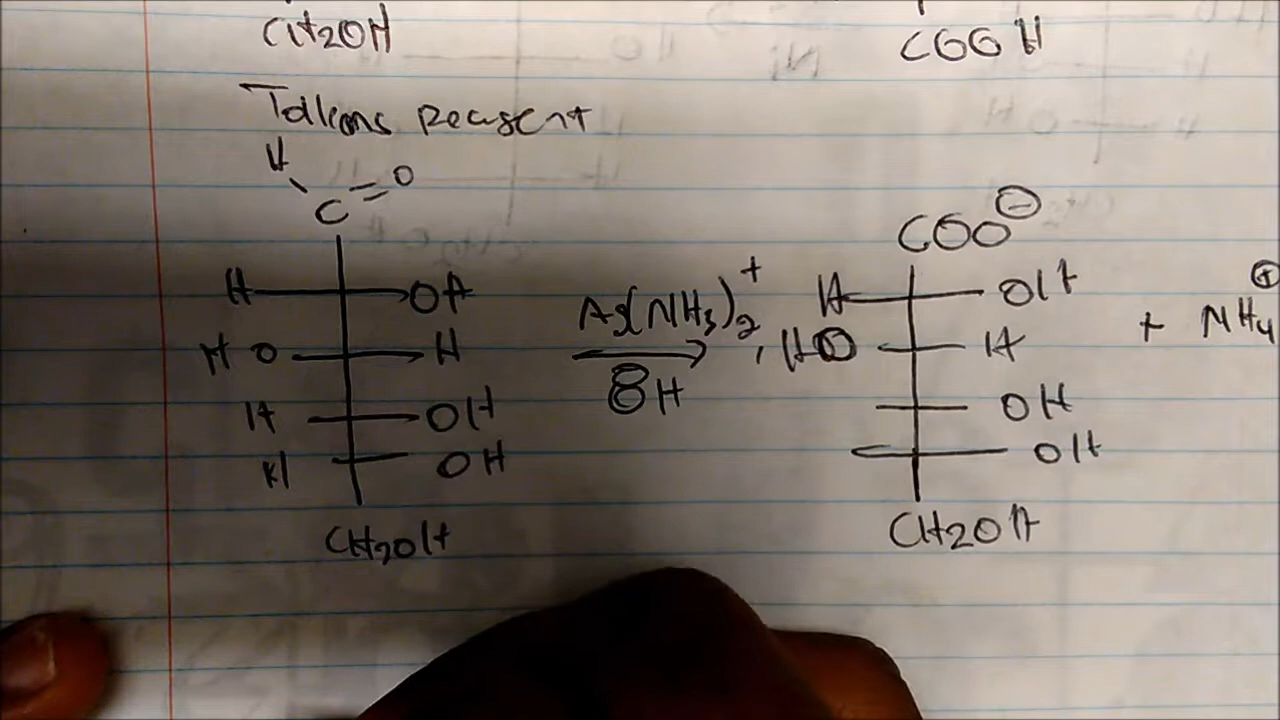 CH2OH COOH
Tollens Reagent
H
C = O
COO⊖
H OH Ag(NH3)2+ H OH ⊕
HO H , HO H + NH4
H OH ⊖OH OH
H OH OH
CH2OH CH2OH